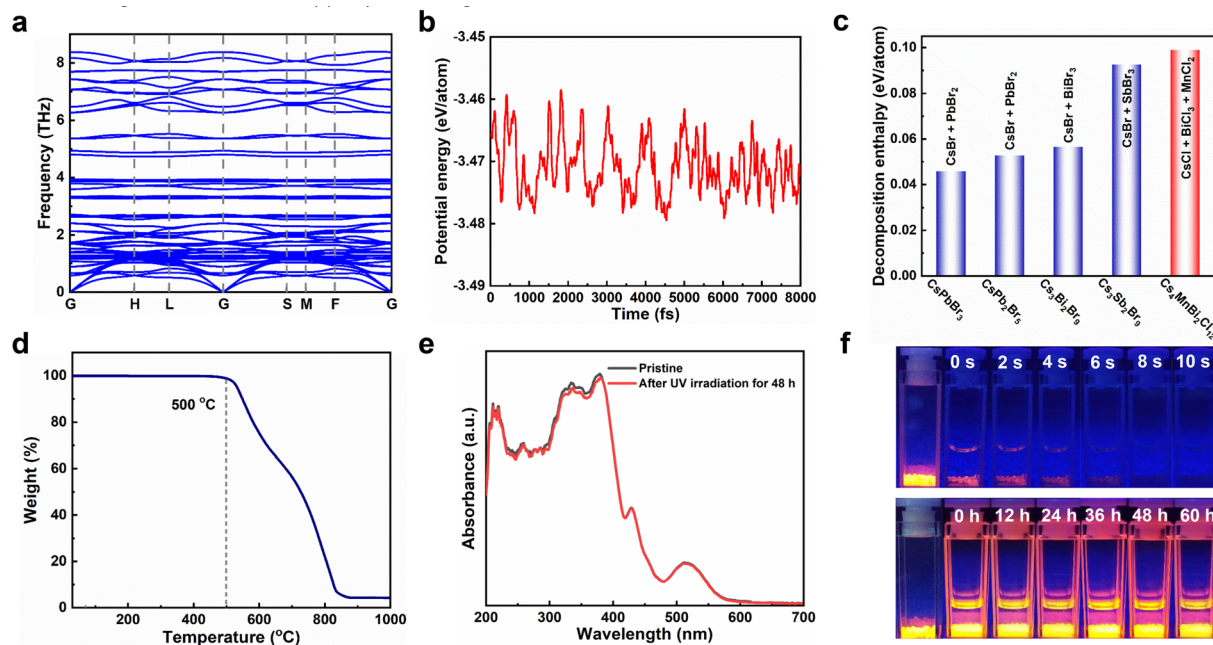 a
8
6
4
2
0
Frequency (THz)
G H L G S M F G
b
-3.45
-3.46
-3.47
-3.48
-3.49
Potential energy (eV/atom)
0 1000 2000 3000 4000 5000 6000 7000 8000
Time (fs)
c
0.10
0.08
0.06
0.04
0.02
0.00
Decomposition enthalpy (eV/atom)
CsBr + PbBr₂
CsBr + PbBr₂
CsBr + BiBr₃
CsBr + SbBr₃
CsCl + BiCl₃ + MnCl₂
CsPbBr₃
CsPb₂Br₅
Cs₃Bi₂Br₉
Cs₃Sb₂Br₉
Cs₄MnBi₂Cl₁₂
d
100
80
60
40
20
0
Weight (%)
500 °C
200 400 600 800 1000
Temperature (°C)
e
Pristine
After UV irradiation for 48 h
Absorbance (a.u.)
200 300 400 500 600 700
Wavelength (nm)
f
0 s 2 s 4 s 6 s 8 s 10 s
0 h 12 h 24 h 36 h 48 h 60 h